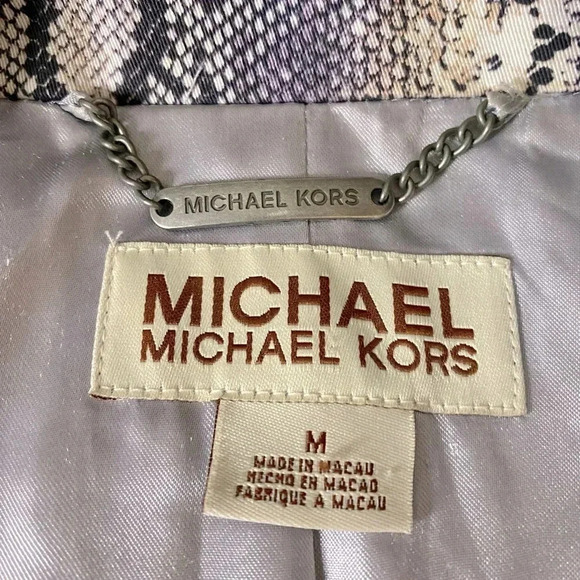 MICHAEL KORS
MICHAEL
MICHAEL KORS
M
MADE IN MACAU
HECHO EN MACAO
FABRIQUE A MACAU